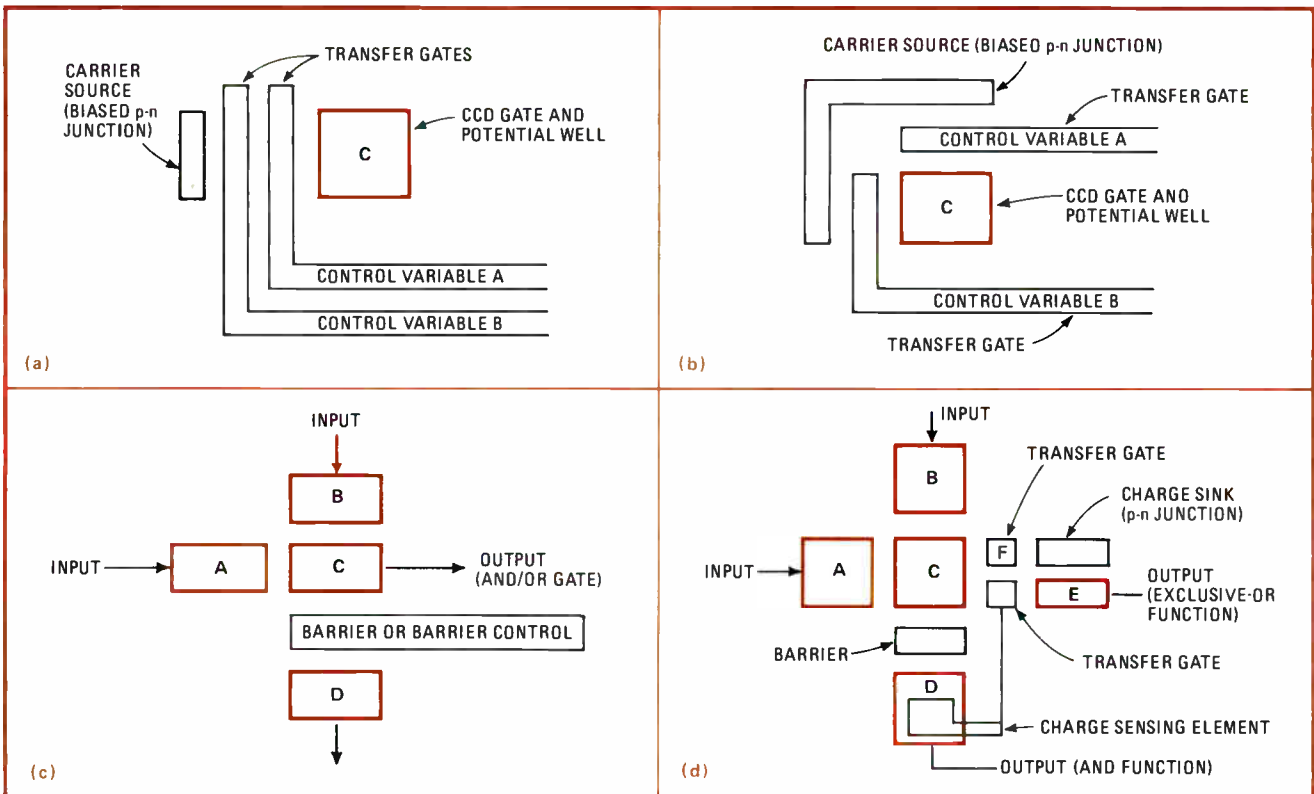 TRANSFER GATES
CARRIER
SOURCE
(BIASED p-n
JUNCTION)
CCD GATE AND
POTENTIAL WELL
C
CONTROL VARIABLE A
CONTROL VARIABLE B
(a)
CARRIER SOURCE (BIASED p-n JUNCTION)
TRANSFER GATE
CONTROL VARIABLE A
C
CCD GATE AND
POTENTIAL WELL
CONTROL VARIABLE B
TRANSFER GATE
(b)
INPUT
B
INPUT
A
C
OUTPUT
(AND/OR GATE)
BARRIER OR BARRIER CONTROL
D
(c)
INPUT
B
TRANSFER GATE
CHARGE SINK
(p-n JUNCTION)
INPUT
A
C
F
E
OUTPUT
(EXCLUSIVE-OR
FUNCTION)
BARRIER
TRANSFER GATE
D
CHARGE SENSING ELEMENT
OUTPUT (AND FUNCTION)
(d)